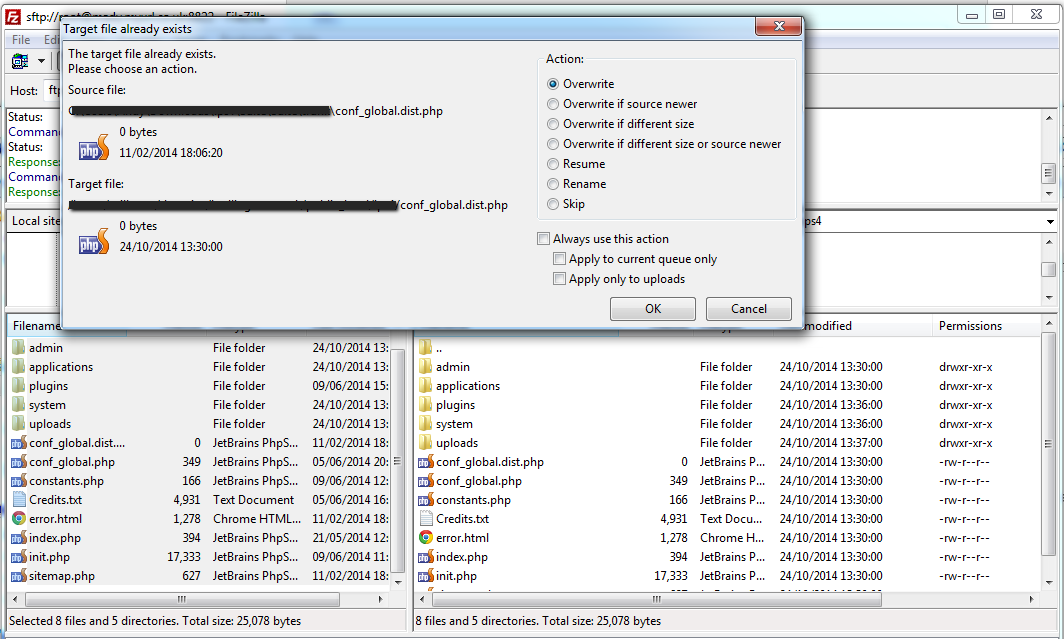 Target file already exists
File
The target file already exists.
Please choose an action.
Source file:
\conf_global.dist.php
0 bytes
11/02/2014 18:06:20
Target file:
/conf_global.dist.php
0 bytes
24/10/2014 13:30:00
Action:
Overwrite
Overwrite if source newer
Overwrite if different size
Overwrite if different size or source newer
Resume
Rename
Skip
Always use this action
Apply to current queue only
Apply only to uploads
OK
Cancel
Host:
Status:
Status:
Local site
ps4
Filename
modified
Permissions
admin File folder 24/10/2014 13:
applications File folder 24/10/2014 13:
plugins File folder 09/06/2014 15:
system File folder 24/10/2014 13:
uploads File folder 24/10/2014 13:
conf_global.dist.... 0 JetBrains PhpS... 11/02/2014 18:
conf_global.php 349 JetBrains PhpS... 05/06/2014 20:
constants.php 166 JetBrains PhpS... 09/06/2014 12:
Credits.txt 4,931 Text Document 05/06/2014 16:
error.html 1,278 Chrome HTML... 11/02/2014 18:
index.php 394 JetBrains PhpS... 21/05/2014 12:
init.php 17,333 JetBrains PhpS... 09/06/2014 11:
sitemap.php 627 JetBrains PhpS... 11/02/2014 18:
Selected 8 files and 5 directories. Total size: 25,078 bytes
..
admin File folder 24/10/2014 13:30:00 drwxr-xr-x
applications File folder 24/10/2014 13:30:00 drwxr-xr-x
plugins File folder 24/10/2014 13:36:00 drwxr-xr-x
system File folder 24/10/2014 13:36:00 drwxr-xr-x
uploads File folder 24/10/2014 13:37:00 drwxr-xr-x
conf_global.dist.php 0 JetBrains P... 24/10/2014 13:30:00 -rw-r--r--
conf_global.php 349 JetBrains P... 24/10/2014 13:30:00 -rw-r--r--
constants.php 166 JetBrains P... 24/10/2014 13:30:00 -rw-r--r--
Credits.txt 4,931 Text Docu... 24/10/2014 13:30:00 -rw-r--r--
error.html 1,278 Chrome H... 24/10/2014 13:30:00 -rw-r--r--
index.php 394 JetBrains P... 24/10/2014 13:30:00 -rw-r--r--
init.php 17,333 JetBrains P... 24/10/2014 13:30:00 -rw-r--r--
8 files and 5 directories. Total size: 25,078 bytes